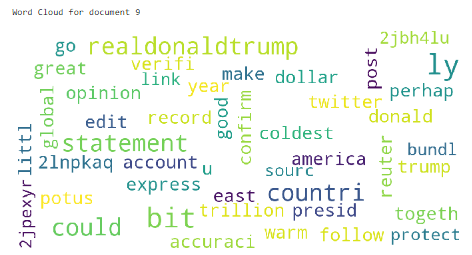 Word Cloud for document 9
go realdonaldtrump 2jbh4lu
great verifi post ly
link make dollar
opinion year perhap
global good confirm twitter
edit record donald
statement coldest
littl reuter bundl
2lnpkaq account u sourc america trump
express countri
2jpexyr potus east
bit trillion presid togeth
could warm follow protect
accuraci